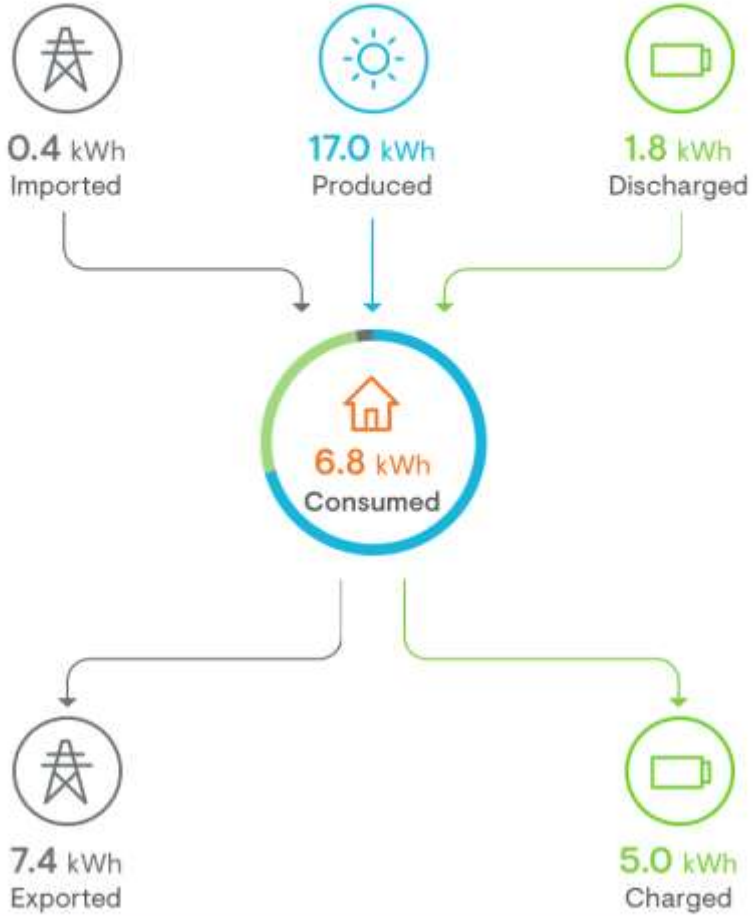 0.4 kWh
Imported
17.0 kWh
Produced
1.8 kWh
Discharged
6.8 kWh
Consumed
7.4 kWh
Exported
5.0 kWh
Charged